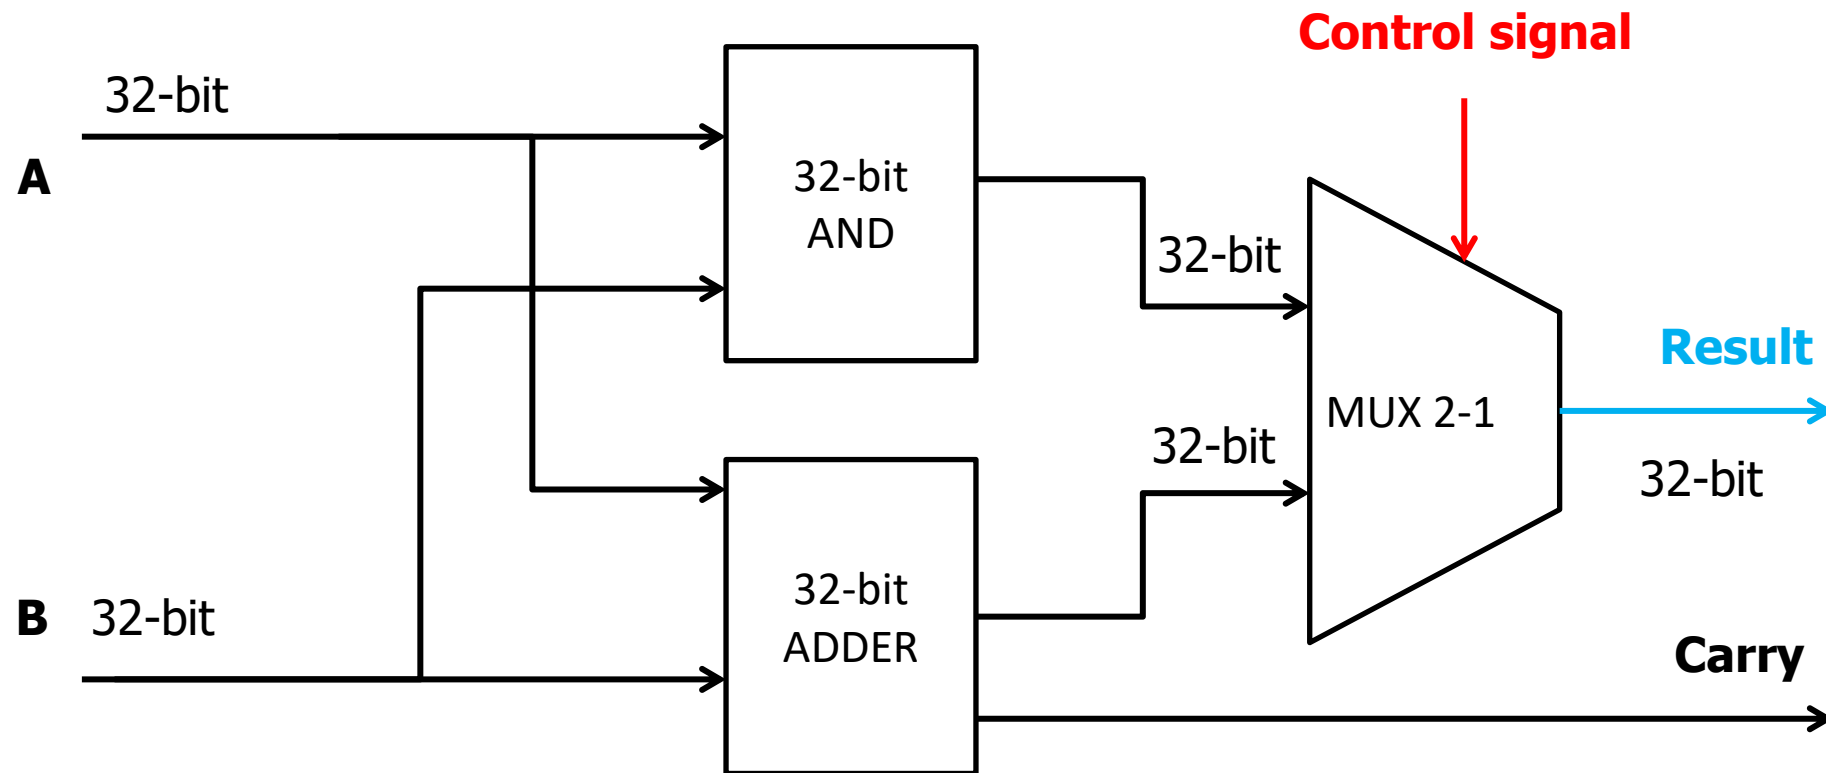 Control signal
32-bit
A
32-bit
AND
32-bit
Result
MUX 2-1
32-bit
32-bit
B
32-bit
32-bit
ADDER
Carry